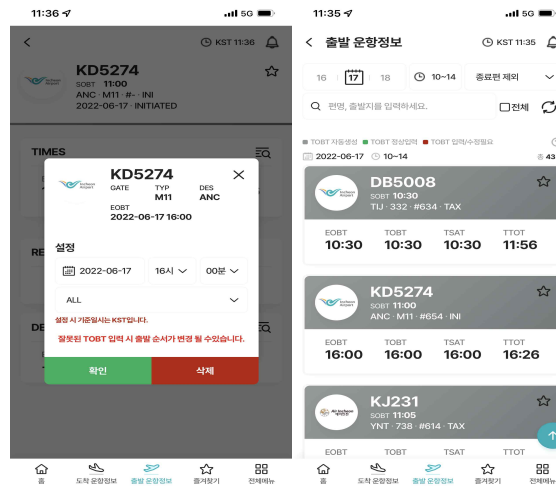 11:36
5G
KST 11:36
KD5274
SOBT 11:00
ANC · M11 · #- · INI
2022-06-17 · INITIATED
TIMES
KD5274
GATE TYP DES
M11 ANC
EOBT
2022-06-17 16:00
설정
2022-06-17 16시 00분
ALL
설정 시 기준일시는 KST입니다.
잘못된 TOBT 입력 시 출발 순서가 변경 될 수있습니다.
확인 삭제
RE
DE
홈 도착 운항정보 출발 운항정보 즐겨찾기 전체메뉴
11:35
5G
출발 운항정보 KST 11:35
16 17 18 10~14 종료편 제외
편명, 출발지를 입력하세요. 전체
TOBT 자동생성 TOBT 정상입력 TOBT 입력/수정필요
2022-06-17 10~14 총 43
DB5008
SOBT 10:30
TIJ · 332 · #634 · TAX
EOBT TOBT TSAT TTOT
10:30 10:30 10:30 11:56
KD5274
SOBT 11:00
ANC · M11 · #654 · INI
EOBT TOBT TSAT TTOT
16:00 16:00 16:00 16:26
KJ231
SOBT 11:05
YNT · 738 · #614 · TAX
EOBT TOBT TSAT TTOT
홈 도착 운항정보 출발 운항정보 즐겨찾기 전체메뉴